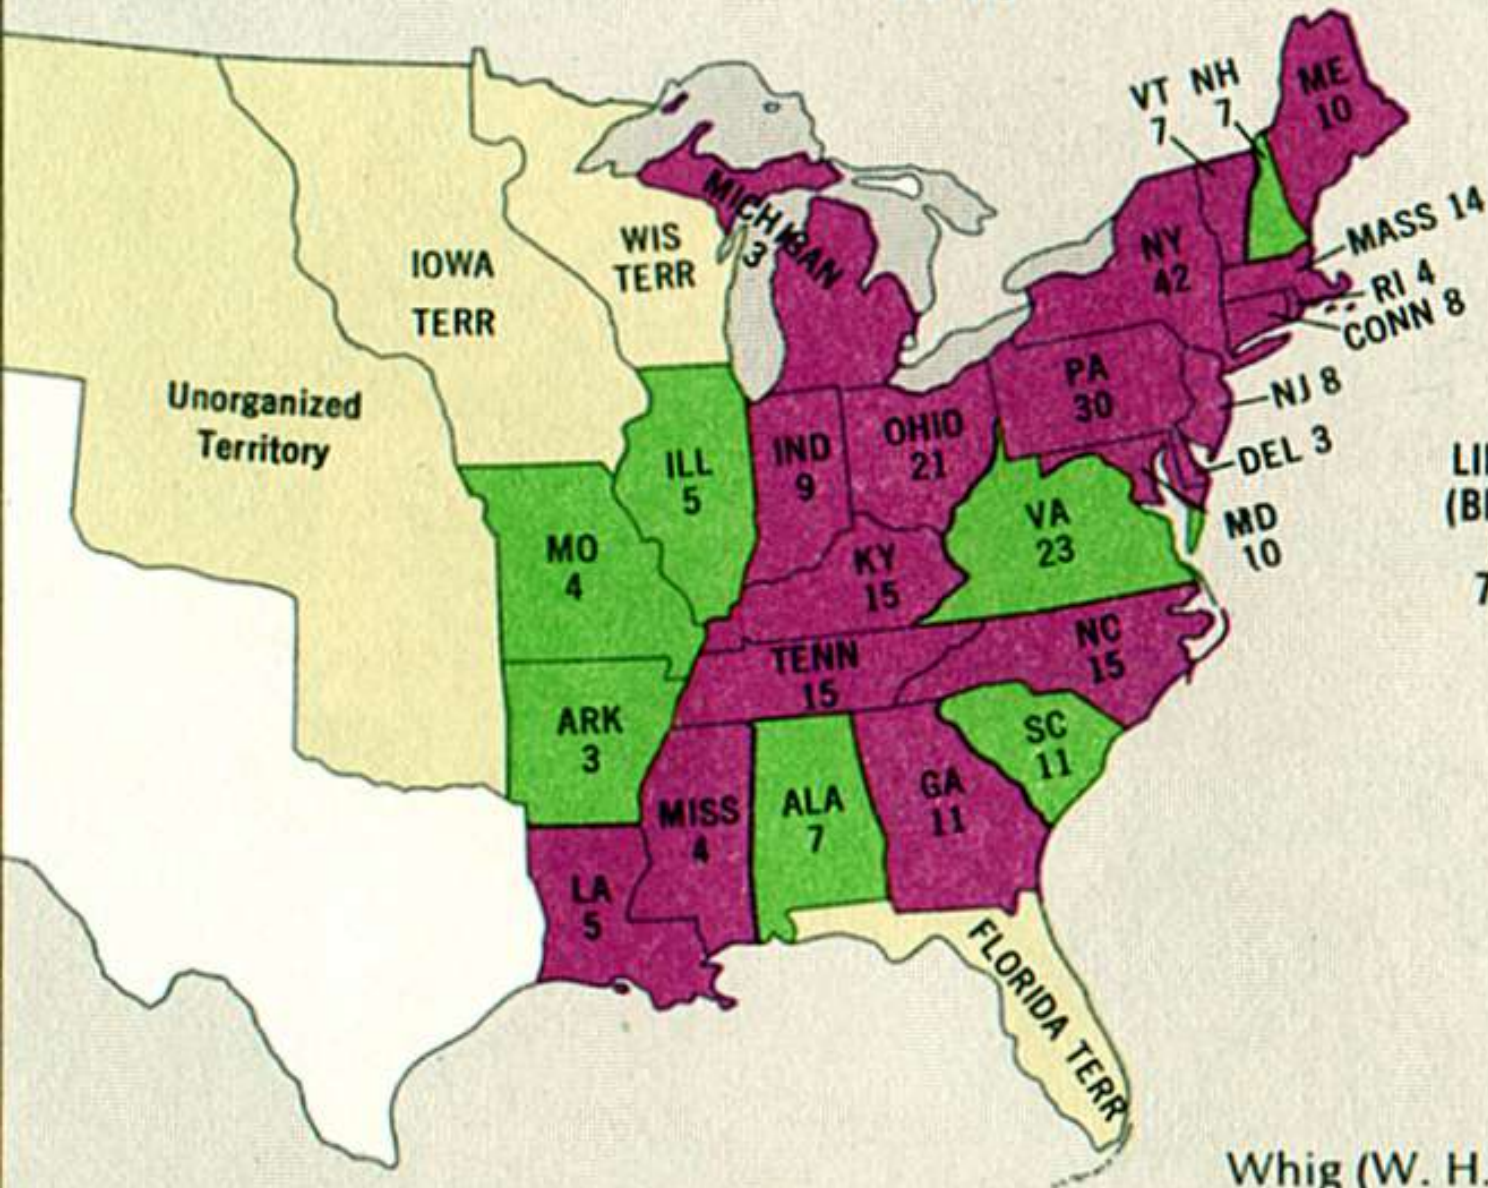 VT
7
NH
7
ME
10
MASS 14
RI 4
CONN 8
NY
42
MICHIGAN
3
WIS
TERR
IOWA
TERR
Unorganized
Territory
PA
30
NJ 8
DEL 3
MD
10
OHIO
21
IND
9
ILL
5
MO
4
KY
15
VA
23
TENN
15
NC
15
ARK
3
SC
11
MISS
4
ALA
7
GA
11
LA
5
FLORIDA TERR
LI
(B
7
Whig (W. H.